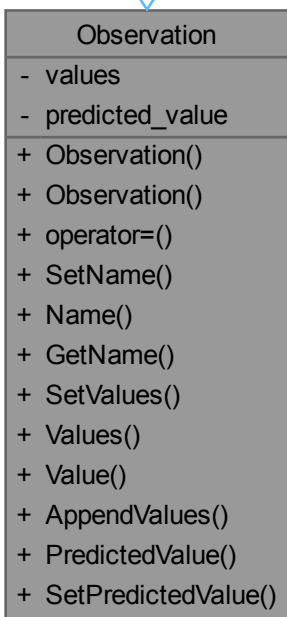 Observation
- values
- predicted_value
+ Observation()
+ Observation()
+ operator=()
+ SetName()
+ Name()
+ GetName()
+ SetValues()
+ Values()
+ Value()
+ AppendValues()
+ PredictedValue()
+ SetPredictedValue()